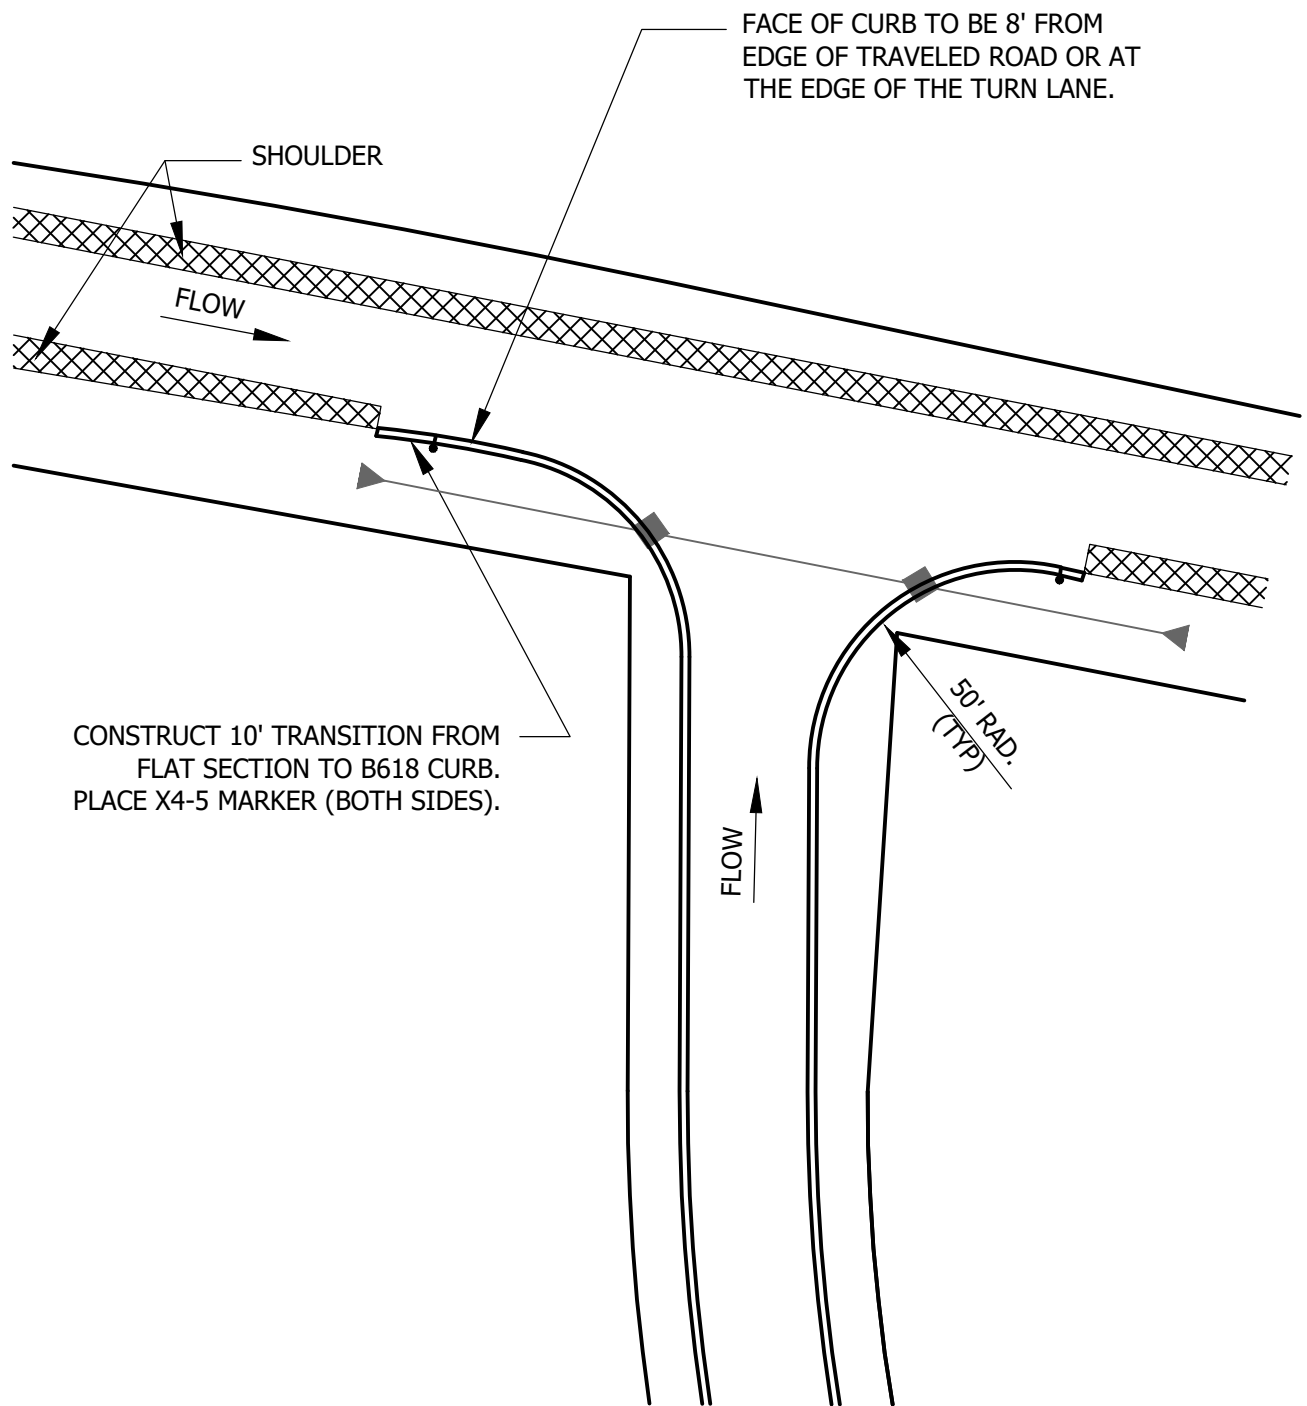 FACE OF CURB TO BE 8' FROM
EDGE OF TRAVELED ROAD OR AT
THE EDGE OF THE TURN LANE.
SHOULDER
FLOW
CONSTRUCT 10' TRANSITION FROM
FLAT SECTION TO B618 CURB.
PLACE X4-5 MARKER (BOTH SIDES).
50' RAD.
(TYP)
FLOW